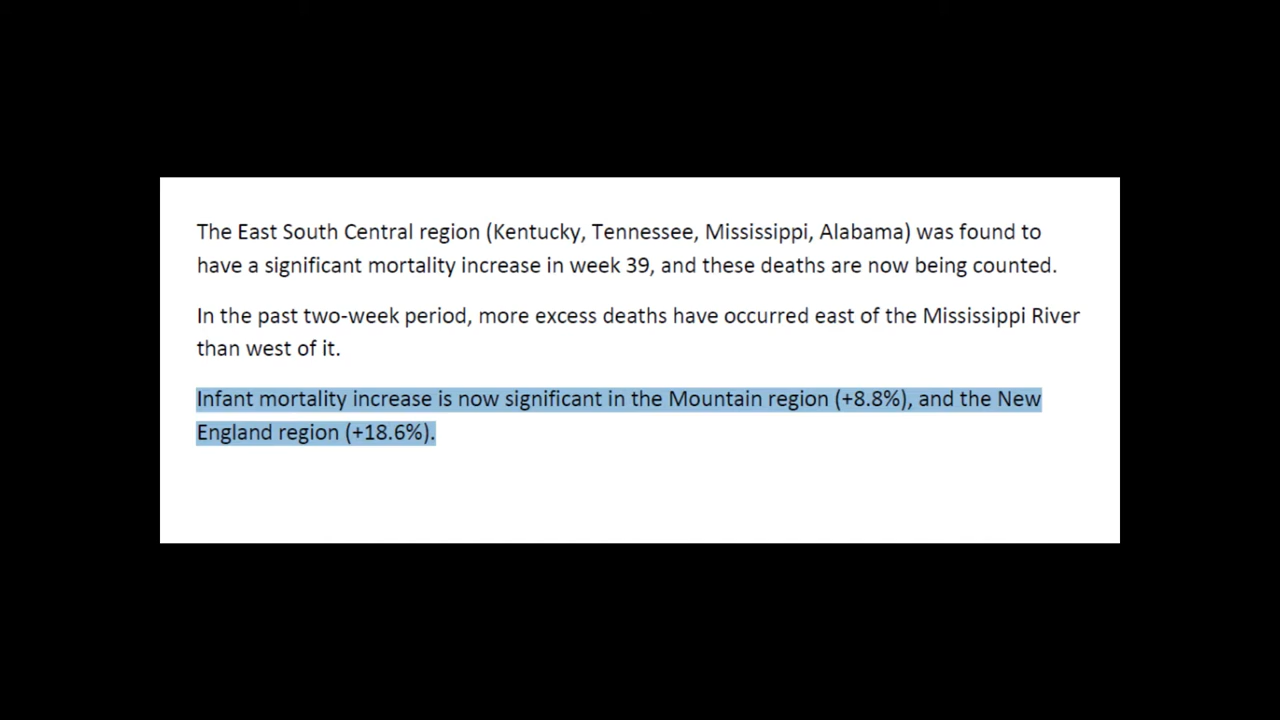 The East South Central region (Kentucky, Tennessee, Mississippi, Alabama) was found to
have a significant mortality increase in week 39, and these deaths are now being counted.
In the past two-week period, more excess deaths have occurred east of the Mississippi River
than west of it.
Infant mortality increase is now significant in the Mountain region (+8.8%), and the New
England region (+18.6%).